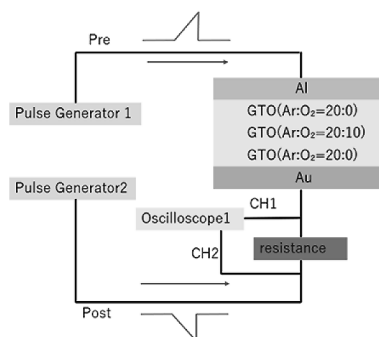 Pre
Pulse Generator 1
Al
GTO(Ar:O₂=20:0)
GTO(Ar:O₂=20:10)
GTO(Ar:O₂=20:0)
Au
Pulse Generator2
CH1
Oscilloscope1
CH2
resistance
Post